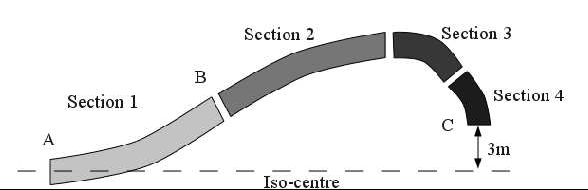 Section 2
Section 3
B
Section 1
Section 4
C
A
3m
Iso-centre